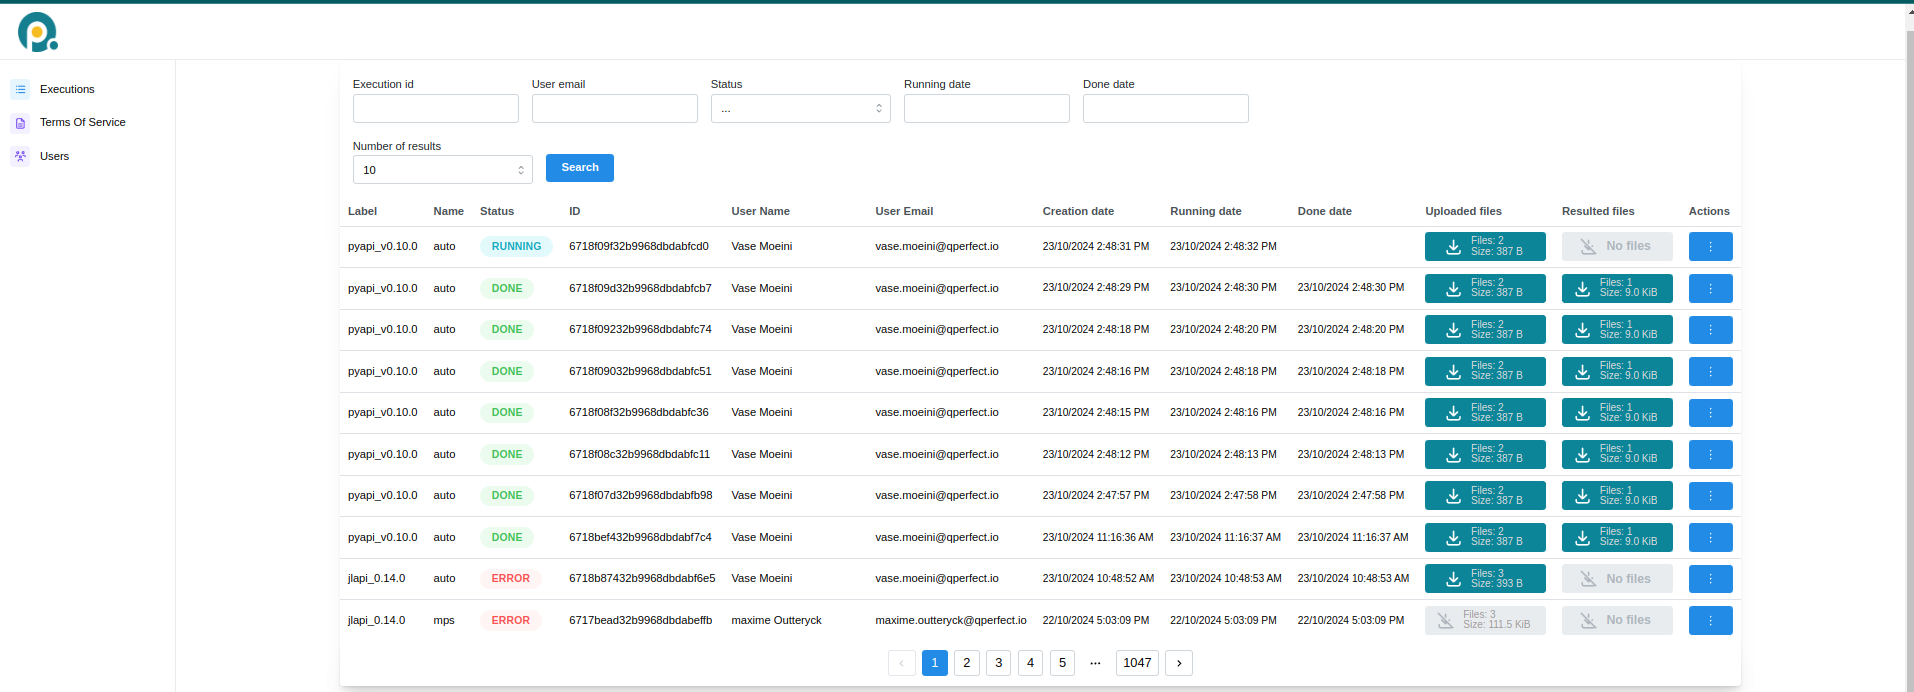 Executions
Terms Of Service
Users
Execution id User email Status Running date Done date
...
Number of results
10 Search
Label Name Status ID User Name User Email Creation date Running date Done date Uploaded files Resulted files Actions
pyapi_v0.10.0 auto RUNNING 6718f09f32b9968dbdabfcd0 Vase Moeini vase.moeini@qperfect.io 23/10/2024 2:48:31 PM 23/10/2024 2:48:32 PM Files: 2 Size: 387 B No files
pyapi_v0.10.0 auto DONE 6718f09d32b9968dbdabfcb7 Vase Moeini vase.moeini@qperfect.io 23/10/2024 2:48:29 PM 23/10/2024 2:48:30 PM 23/10/2024 2:48:30 PM Files: 2 Size: 387 B Files: 1 Size: 9.0 KiB
pyapi_v0.10.0 auto DONE 6718f09232b9968dbdabfc74 Vase Moeini vase.moeini@qperfect.io 23/10/2024 2:48:18 PM 23/10/2024 2:48:20 PM 23/10/2024 2:48:20 PM Files: 2 Size: 387 B Files: 1 Size: 9.0 KiB
pyapi_v0.10.0 auto DONE 6718f09032b9968dbdabfc51 Vase Moeini vase.moeini@qperfect.io 23/10/2024 2:48:16 PM 23/10/2024 2:48:18 PM 23/10/2024 2:48:18 PM Files: 2 Size: 387 B Files: 1 Size: 9.0 KiB
pyapi_v0.10.0 auto DONE 6718f08f32b9968dbdabfc36 Vase Moeini vase.moeini@qperfect.io 23/10/2024 2:48:15 PM 23/10/2024 2:48:16 PM 23/10/2024 2:48:16 PM Files: 2 Size: 387 B Files: 1 Size: 9.0 KiB
pyapi_v0.10.0 auto DONE 6718f08c32b9968dbdabfc11 Vase Moeini vase.moeini@qperfect.io 23/10/2024 2:48:12 PM 23/10/2024 2:48:13 PM 23/10/2024 2:48:13 PM Files: 2 Size: 387 B Files: 1 Size: 9.0 KiB
pyapi_v0.10.0 auto DONE 6718f07d32b9968dbdabfb98 Vase Moeini vase.moeini@qperfect.io 23/10/2024 2:47:57 PM 23/10/2024 2:47:58 PM 23/10/2024 2:47:58 PM Files: 2 Size: 387 B Files: 1 Size: 9.0 KiB
pyapi_v0.10.0 auto DONE 6718bef432b9968dbdabf7c4 Vase Moeini vase.moeini@qperfect.io 23/10/2024 11:16:36 AM 23/10/2024 11:16:37 AM 23/10/2024 11:16:37 AM Files: 2 Size: 387 B Files: 1 Size: 9.0 KiB
jlapi_0.14.0 auto ERROR 6718b87432b9968dbdabf6e5 Vase Moeini vase.moeini@qperfect.io 23/10/2024 10:48:52 AM 23/10/2024 10:48:53 AM 23/10/2024 10:48:53 AM Files: 3 Size: 393 B No files
jlapi_0.14.0 mps ERROR 6717bead32b9968dbdabeffb maxime Outteryck maxime.outteryck@qperfect.io 22/10/2024 5:03:09 PM 22/10/2024 5:03:09 PM 22/10/2024 5:03:09 PM Files: 3 Size: 111.5 KiB No files
1 2 3 4 5 ... 1047